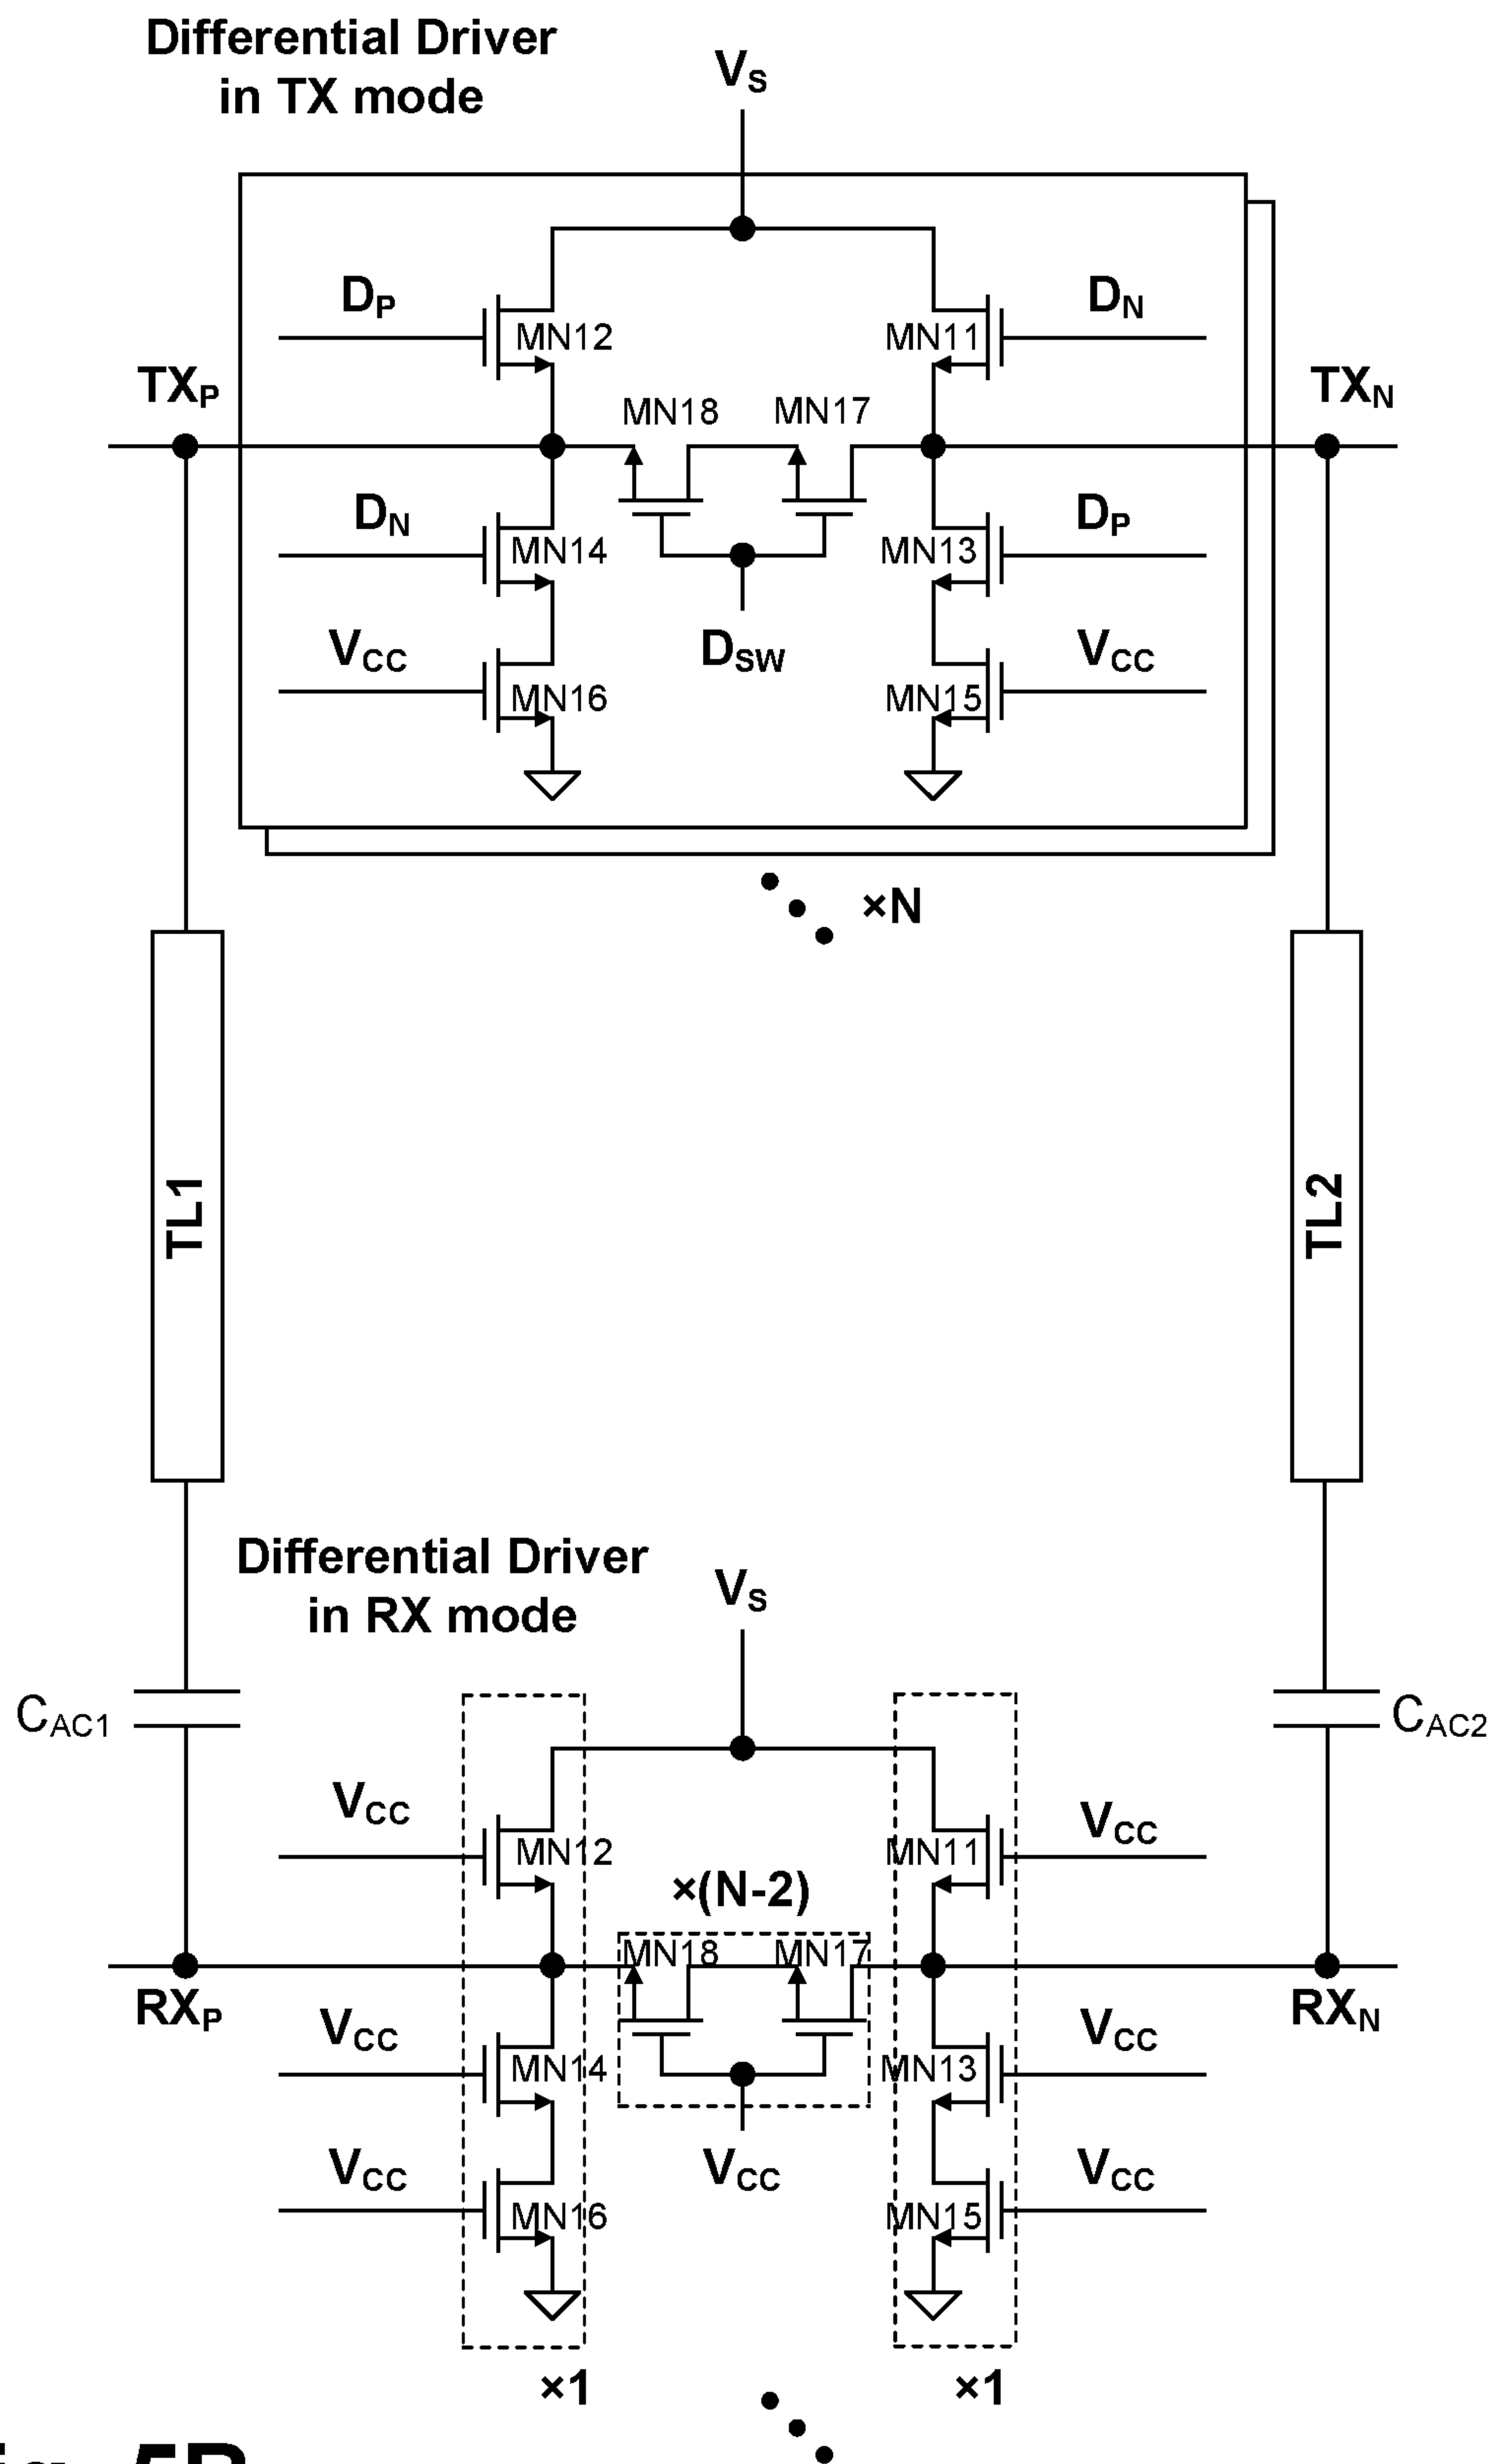 Differential Driver
in TX mode
VS
DP
DN
MN12
MN11
TXP
TXN
MN18
MN17
DN
DP
MN14
MN13
VCC
DSW
VCC
MN16
MN15
×N
TL1
TL2
Differential Driver
in RX mode
VS
CAC1
CAC2
VCC
VCC
MN12
MN11
×(N-2)
MN18
MN17
RXP
RXN
VCC
VCC
MN14
MN13
VCC
VCC
VCC
MN16
MN15
×1
×1